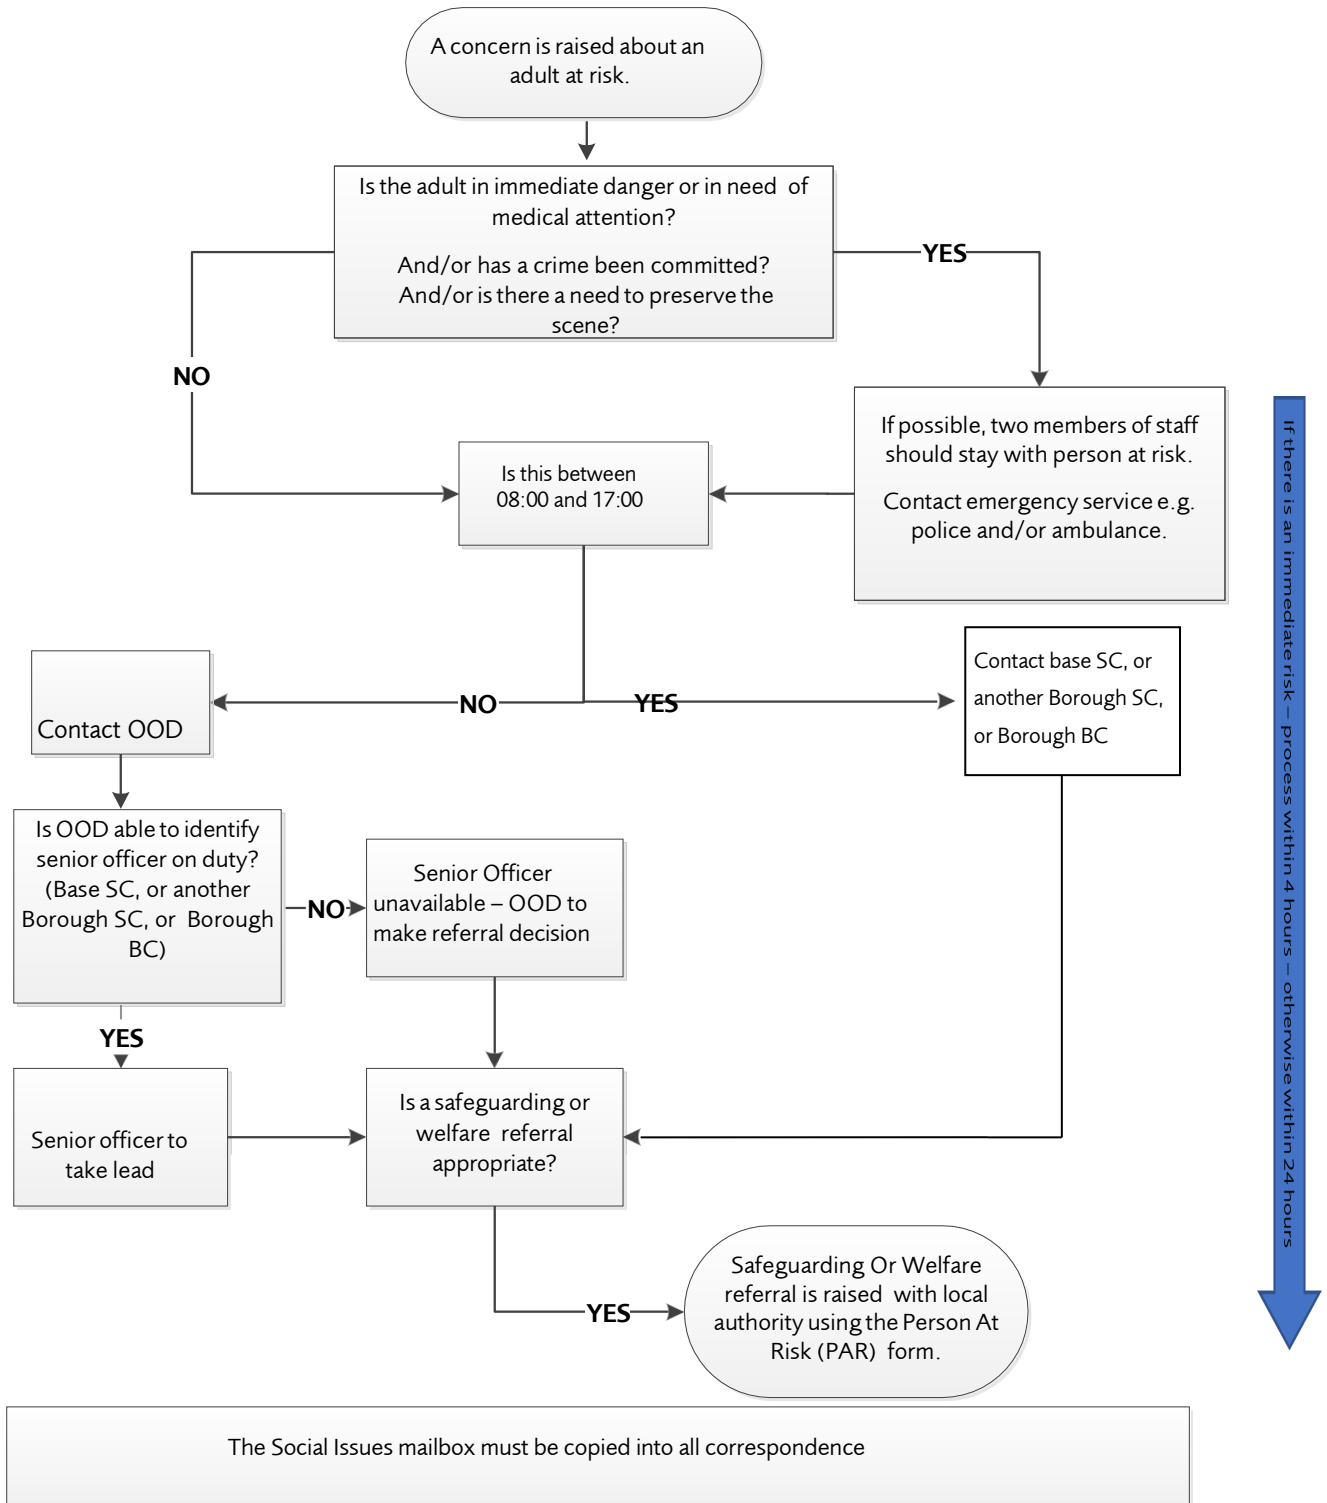 A concern is raised about an
adult at risk.
Is the adult in immediate danger or in need of
medical attention?
And/or has a crime been committed?
And/or is there a need to preserve the
scene?
YES
NO
If possible, two members of staff
should stay with person at risk.
Contact emergency service e.g.
police and/or ambulance.
Is this between
08:00 and 17:00
If there is an immediate risk – process within 4 hours – otherwise within 24 hours
NO
YES
Contact OOD
Contact base SC, or
another Borough SC,
or Borough BC
Is OOD able to identify
senior officer on duty?
(Base SC, or another
Borough SC, or Borough
BC)
NO
Senior Officer
unavailable – OOD to
make referral decision
YES
Senior officer to
take lead
Is a safeguarding or
welfare referral
appropriate?
YES
Safeguarding Or Welfare
referral is raised with local
authority using the Person At
Risk (PAR) form.
The Social Issues mailbox must be copied into all correspondence